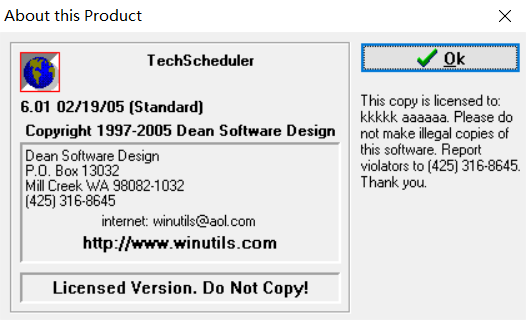 About this Product
TechScheduler
6.01 02/19/05 (Standard)
Copyright 1997-2005 Dean Software Design
Dean Software Design
P.O. Box 13032
Mill Creek WA 98082-1032
(425) 316-8645
internet: winutils@aol.com
http://www.winutils.com
Licensed Version. Do Not Copy!
Ok
This copy is licensed to:
kkkkk aaaaaa. Please do
not make illegal copies of
this software. Report
violators to (425) 316-8645.
Thank you.